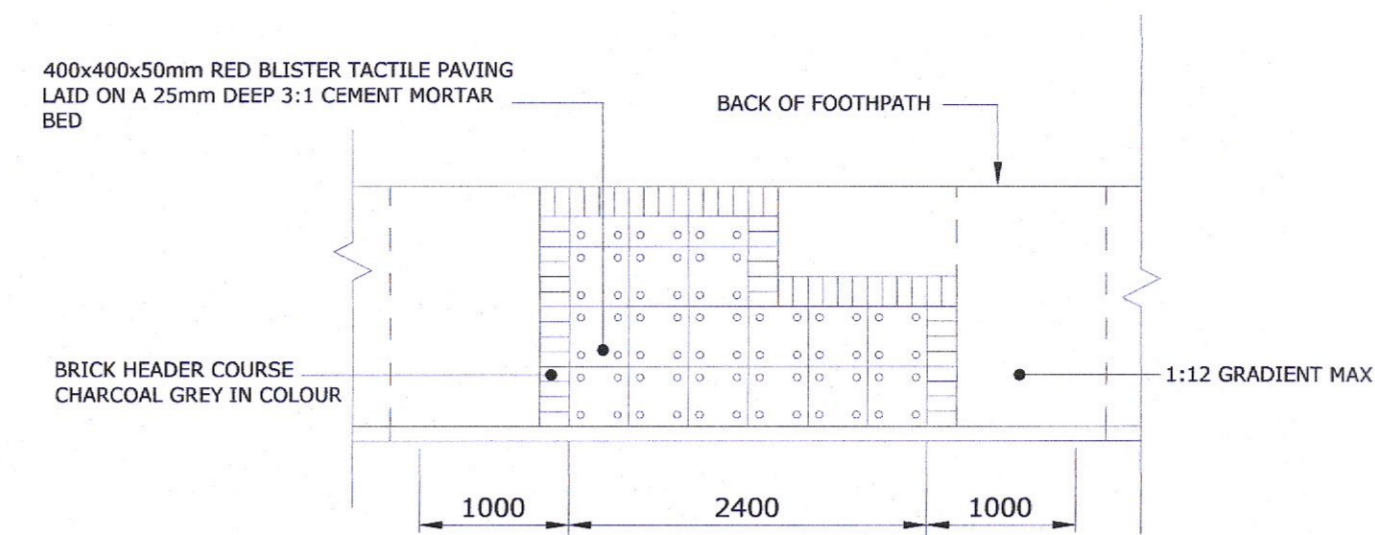 400x400x50mm RED BLISTER TACTILE PAVING
LAID ON A 25mm DEEP 3:1 CEMENT MORTAR
BED
BACK OF FOOTHPATH
BRICK HEADER COURSE
CHARCOAL GREY IN COLOUR
1:12 GRADIENT MAX
1000
2400
1000